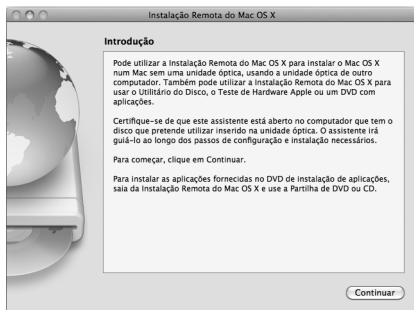 Instalação Remota do Mac OS X
Introdução
Pode utilizar a Instalação Remota do Mac OS X para instalar o Mac OS X
num Mac sem uma unidade óptica, usando a unidade óptica de outro
computador. Também pode utilizar a Instalação Remota do Mac OS X para
usar o Utilitário do Disco, o Teste de Hardware Apple ou um DVD com
aplicações.
Certifique-se de que este assistente está aberto no computador que tem o
disco que pretende utilizar inserido na unidade óptica. O assistente irá
guiá-lo ao longo dos passos de configuração e instalação necessários.
Para começar, clique em Continuar.
Para instalar as aplicações fornecidas no DVD de instalação de aplicações,
saia da Instalação Remota do Mac OS X e use a Partilha de DVD ou CD.
Continuar